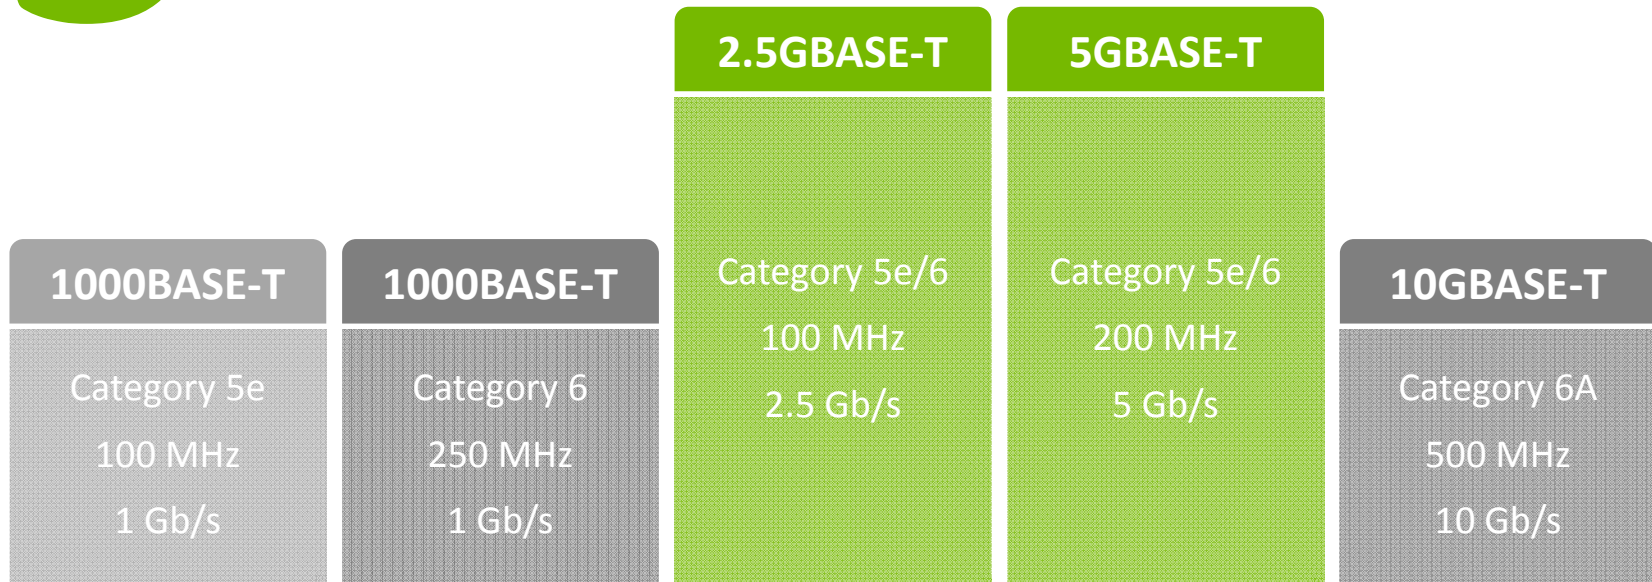 1000BASE-T
Category 5e
100 MHz
1 Gb/s
1000BASE-T
Category 6
250 MHz
1 Gb/s
2.5GBASE-T
Category 5e/6
100 MHz
2.5 Gb/s
5GBASE-T
Category 5e/6
200 MHz
5 Gb/s
10GBASE-T
Category 6A
500 MHz
10 Gb/s